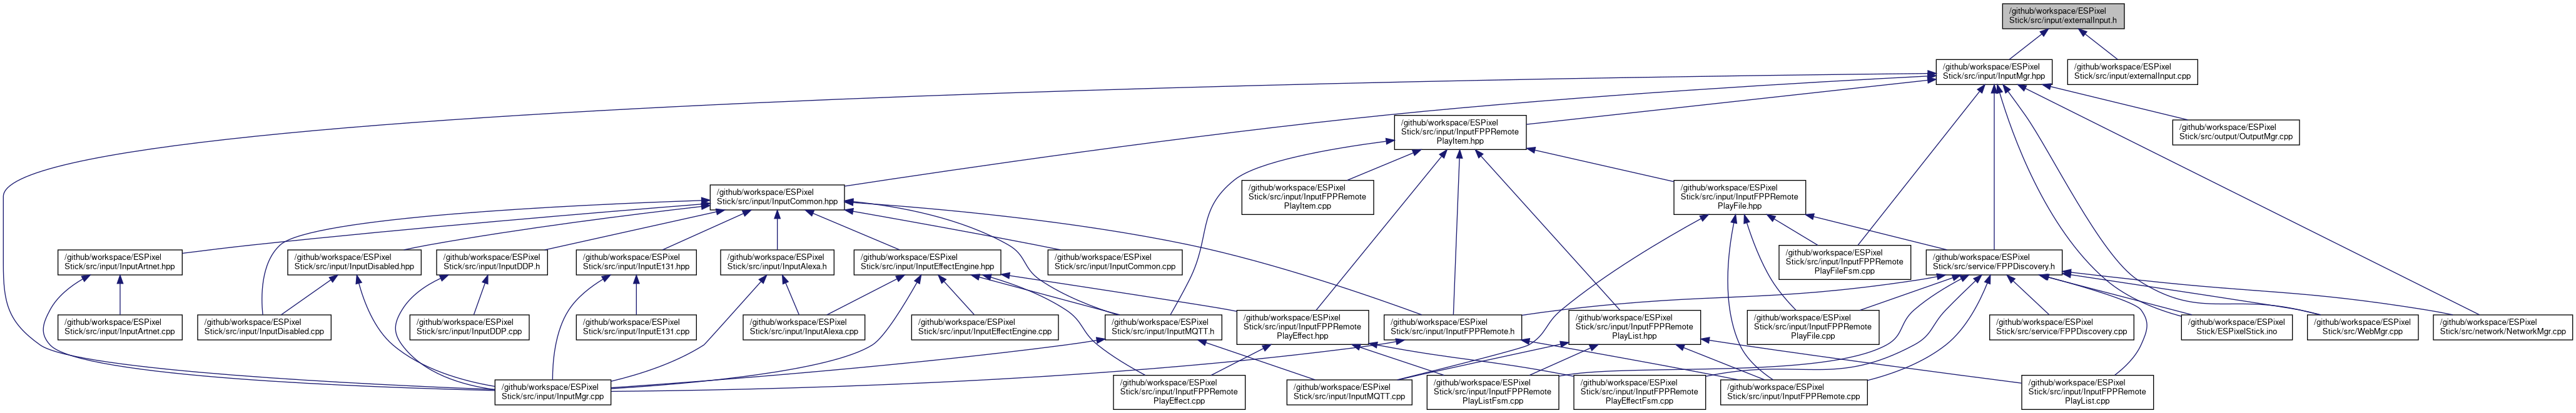 /github/workspace/ESPixel
Stick/src/input/externalInput.h
/github/workspace/ESPixel
Stick/src/input/InputMgr.hpp
/github/workspace/ESPixel
Stick/src/input/externalInput.cpp
/github/workspace/ESPixel
Stick/src/input/InputFPPRemote
PlayItem.hpp
/github/workspace/ESPixel
Stick/src/output/OutputMgr.cpp
/github/workspace/ESPixel
Stick/src/input/InputCommon.hpp
/github/workspace/ESPixel
Stick/src/input/InputFPPRemote
PlayItem.cpp
/github/workspace/ESPixel
Stick/src/input/InputFPPRemote
PlayFile.hpp
/github/workspace/ESPixel
Stick/src/input/InputArtnet.hpp
/github/workspace/ESPixel
Stick/src/input/InputDisabled.hpp
/github/workspace/ESPixel
Stick/src/input/InputDDP.h
/github/workspace/ESPixel
Stick/src/input/InputE131.hpp
/github/workspace/ESPixel
Stick/src/input/InputAlexa.h
/github/workspace/ESPixel
Stick/src/input/InputEffectEngine.hpp
/github/workspace/ESPixel
Stick/src/input/InputCommon.cpp
/github/workspace/ESPixel
Stick/src/input/InputFPPRemote
PlayFileFsm.cpp
/github/workspace/ESPixel
Stick/src/service/FPPDiscovery.h
/github/workspace/ESPixel
Stick/src/input/InputArtnet.cpp
/github/workspace/ESPixel
Stick/src/input/InputDisabled.cpp
/github/workspace/ESPixel
Stick/src/input/InputDDP.cpp
/github/workspace/ESPixel
Stick/src/input/InputE131.cpp
/github/workspace/ESPixel
Stick/src/input/InputAlexa.cpp
/github/workspace/ESPixel
Stick/src/input/InputEffectEngine.cpp
/github/workspace/ESPixel
Stick/src/input/InputMQTT.h
/github/workspace/ESPixel
Stick/src/input/InputFPPRemote
PlayEffect.hpp
/github/workspace/ESPixel
Stick/src/input/InputFPPRemote.h
/github/workspace/ESPixel
Stick/src/input/InputFPPRemote
PlayList.hpp
/github/workspace/ESPixel
Stick/src/input/InputFPPRemote
PlayFile.cpp
/github/workspace/ESPixel
Stick/src/service/FPPDiscovery.cpp
/github/workspace/ESPixel
Stick/ESPixelStick.ino
/github/workspace/ESPixel
Stick/src/WebMgr.cpp
/github/workspace/ESPixel
Stick/src/network/NetworkMgr.cpp
/github/workspace/ESPixel
Stick/src/input/InputMgr.cpp
/github/workspace/ESPixel
Stick/src/input/InputFPPRemote
PlayEffect.cpp
/github/workspace/ESPixel
Stick/src/input/InputMQTT.cpp
/github/workspace/ESPixel
Stick/src/input/InputFPPRemote
PlayListFsm.cpp
/github/workspace/ESPixel
Stick/src/input/InputFPPRemote
PlayEffectFsm.cpp
/github/workspace/ESPixel
Stick/src/input/InputFPPRemote.cpp
/github/workspace/ESPixel
Stick/src/input/InputFPPRemote
PlayList.cpp